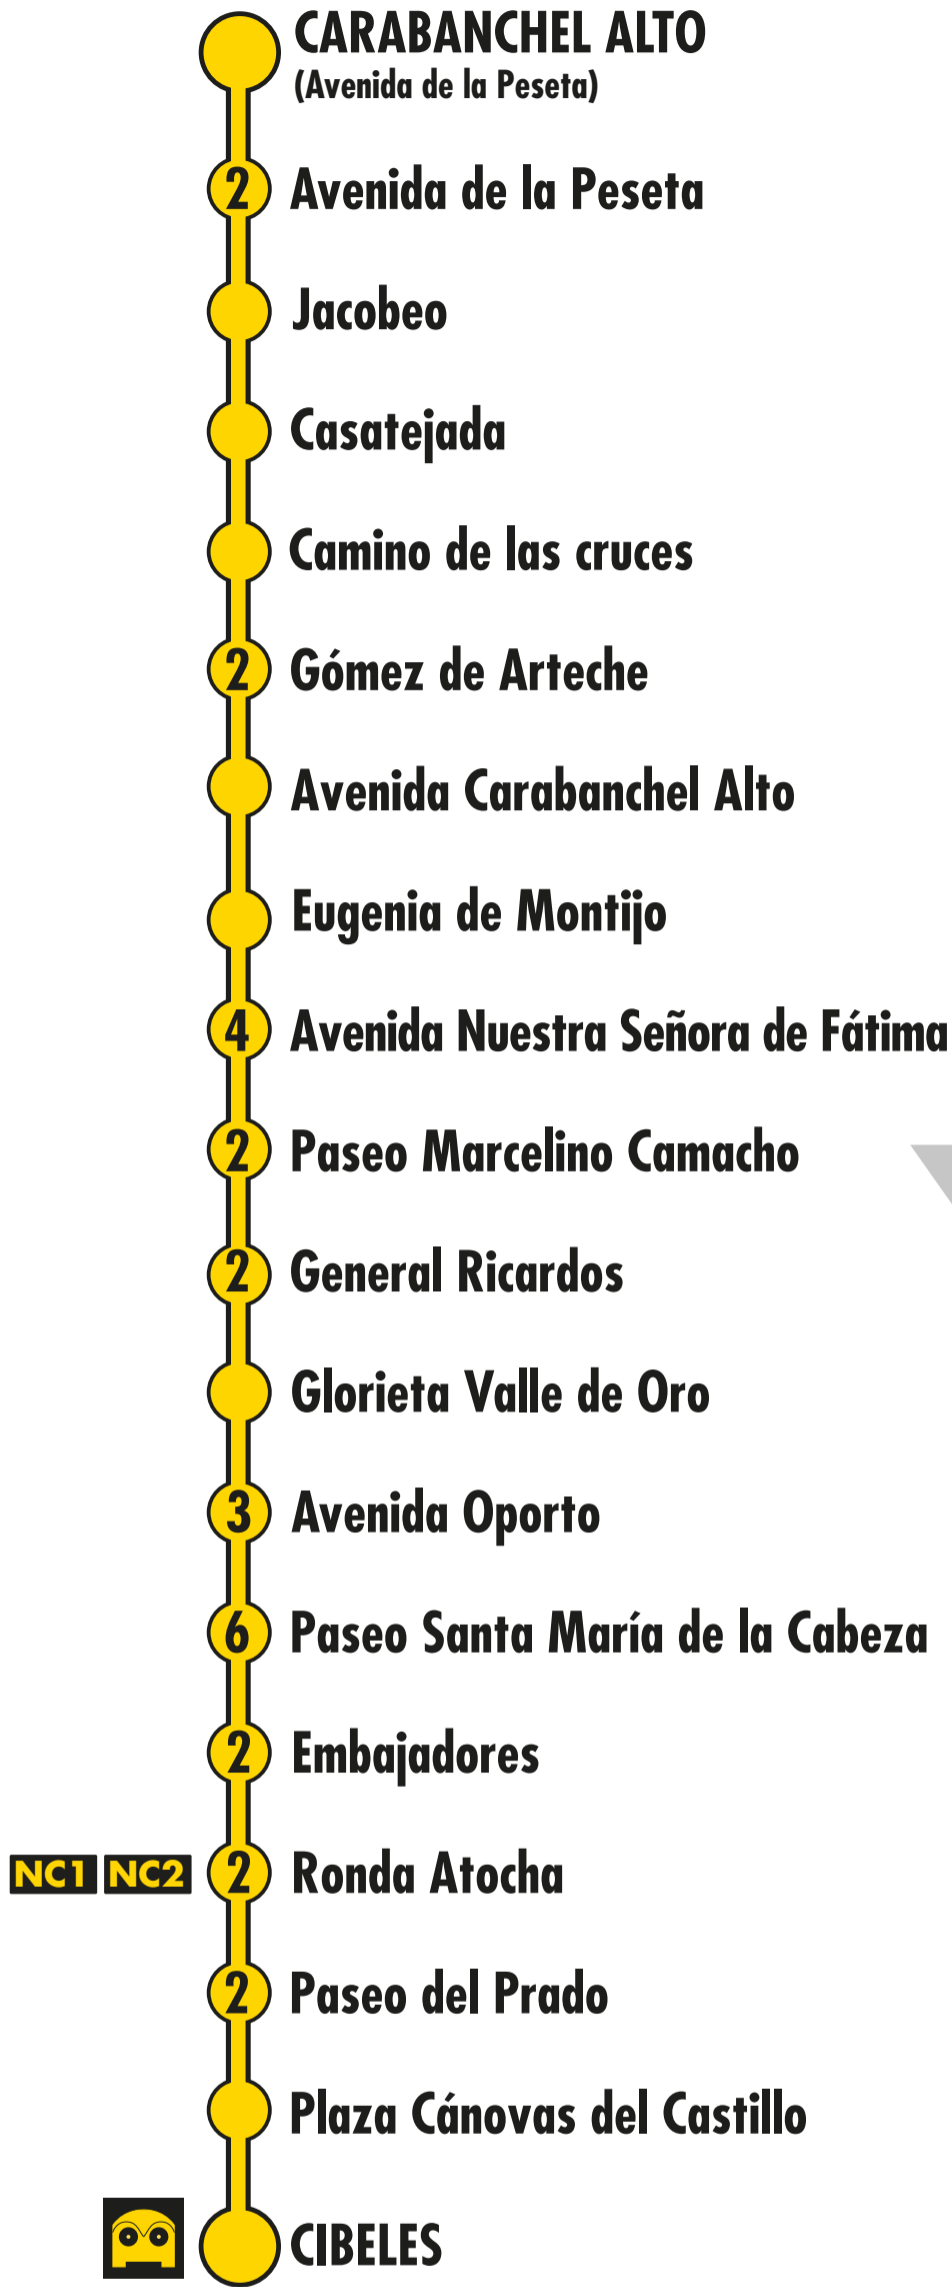 CARABANCHEL ALTO
(Avenida de la Peseta)
2 Avenida de la Peseta
Jacobeo
Casatejada
Camino de las cruces
2 Gómez de Arteche
Avenida Carabanchel Alto
Eugenia de Montijo
4 Avenida Nuestra Señora de Fátima
2 Paseo Marcelino Camacho
2 General Ricardos
Glorieta Valle de Oro
3 Avenida Oporto
6 Paseo Santa María de la Cabeza
2 Embajadores
NC1 NC2 2 Ronda Atocha
2 Paseo del Prado
Plaza Cánovas del Castillo
CIBELES